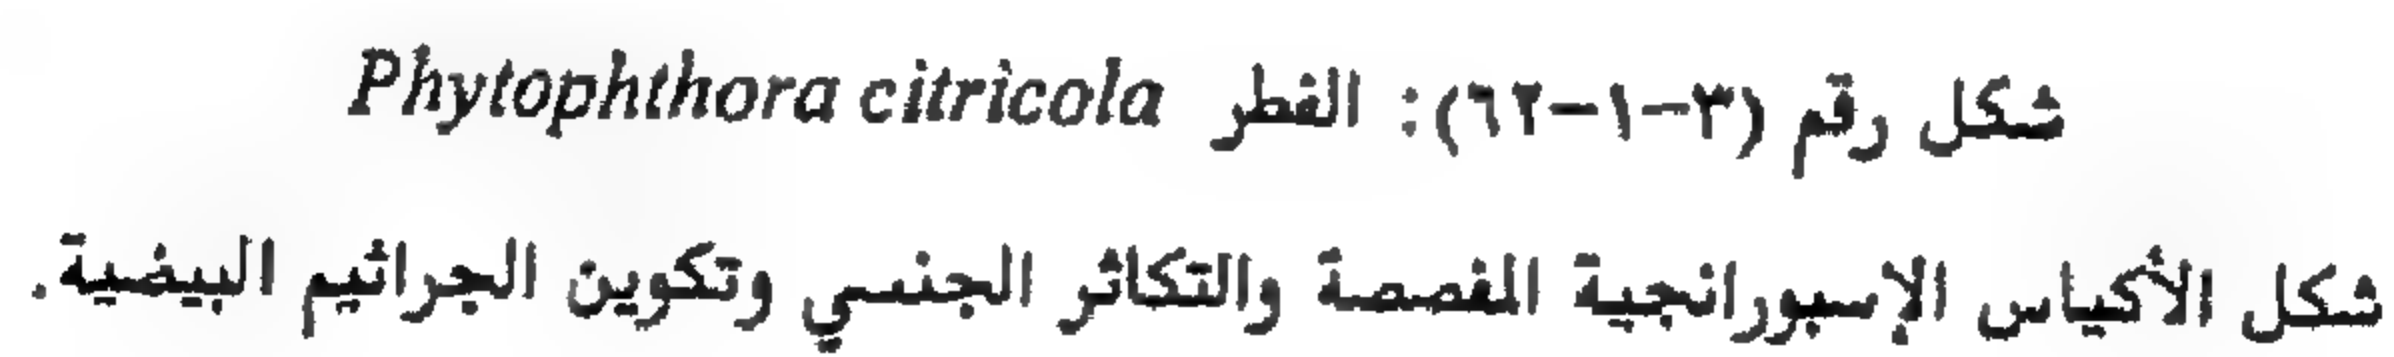 شكل رقم (٣-١-٦٢): الفطر Phytophthora citricola
شكل الأكياس الإسبورانجية المفصصة والتكاثر الجنسي وتكوين الجراثيم البيضية.